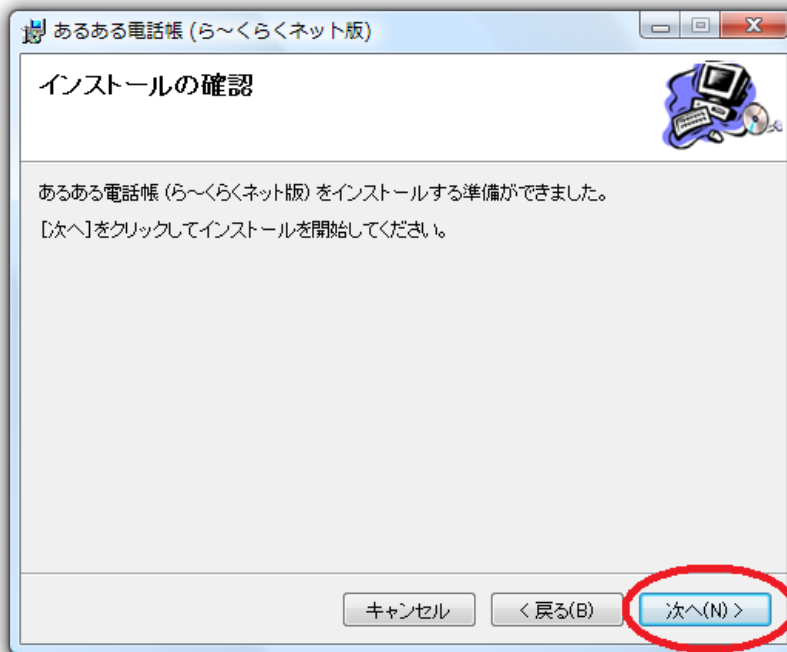 あるある電話帳 (ら～くらくネット版)
インストールの確認
あるある電話帳 (ら～くらくネット版) をインストールする準備ができました。
[次へ]をクリックしてインストールを開始してください。
キャンセル
< 戻る(B)
次へ(N) >